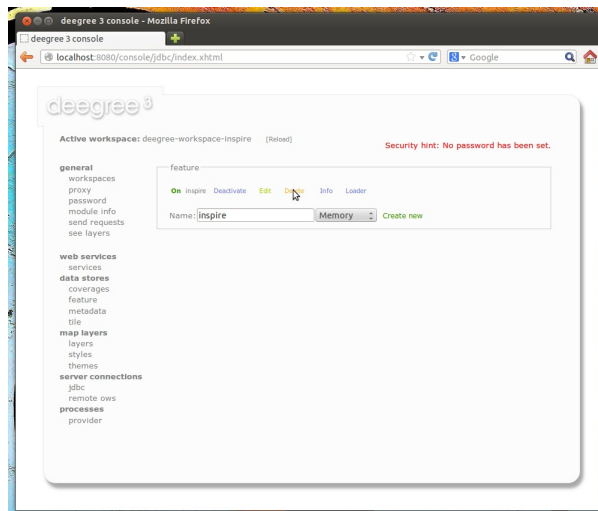 deegree 3 console - Mozilla Firefox
deegree 3 console
localhost:8080/console/jdbc/index.xhtml
Google
deegree 3
Active workspace: deegree-workspace-inspire [Reload]
Security hint: No password has been set.
general
workspaces
proxy
password
module info
send requests
see layers
web services
services
data stores
coverages
feature
metadata
tile
map layers
layers
styles
themes
server connections
jdbc
remote ows
processes
provider
feature
On inspire Deactivate Edit Delete Info Loader
Name: inspire Memory Create new